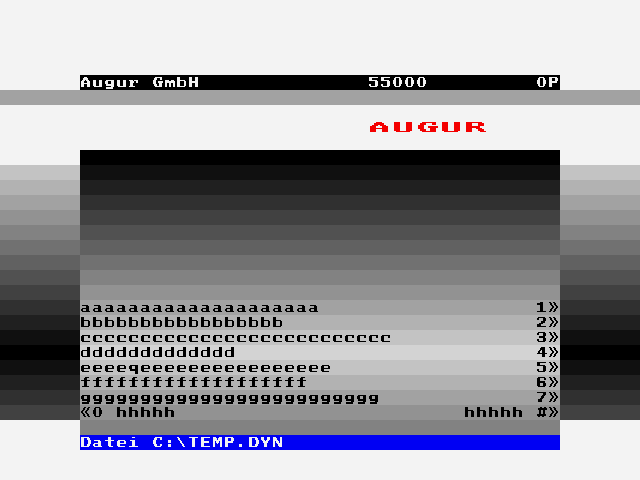 Augur GmbH 55000 0P
AUGUR
aaaaaaaaaaaaaaaaaaaa 1»
bbbbbbbbbbbbbbbbb 2»
cccccccccccccccccccccccccc 3»
ddddddddddddd 4»
eeeeqeeeeeeeeeeeeeeee 5»
fffffffffffffffffff 6»
ggggggggggggggggggggggggg 7»
«0 hhhhh hhhhh #»
Datei C:\TEMP.DYN